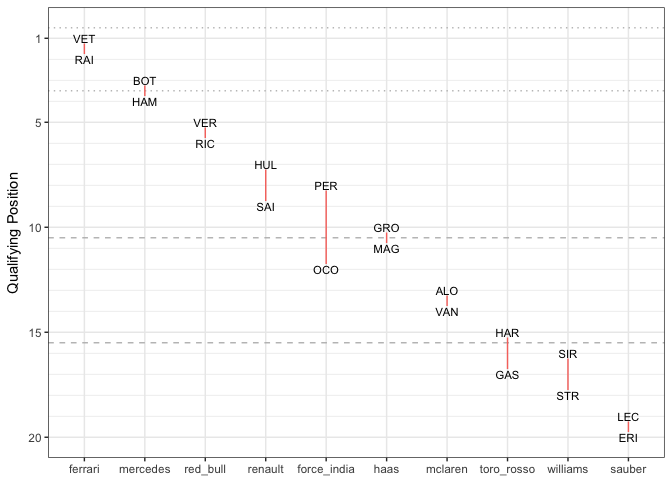 Qualifying Position
1
5
10
15
20
VET
RAI
BOT
HAM
VER
RIC
HUL
SAI
PER
OCO
GRO
MAG
ALO
VAN
HAR
GAS
SIR
STR
LEC
ERI
ferrari mercedes red_bull renault force_india haas mclaren toro_rosso williams sauber